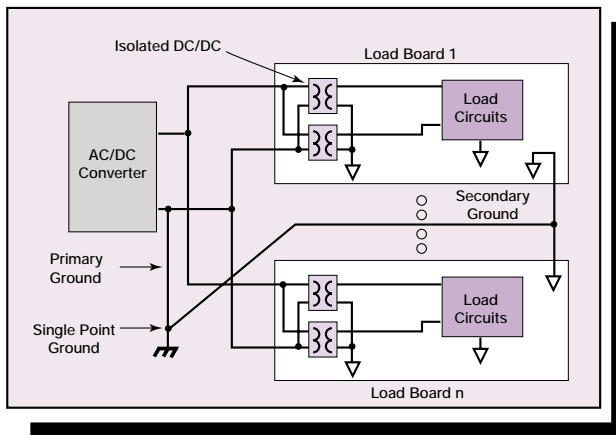 Isolated DC/DC
Load Board 1
Load
Circuits
AC/DC
Converter
Secondary
Ground
Primary
Ground
Single Point
Ground
Load
Circuits
Load Board n